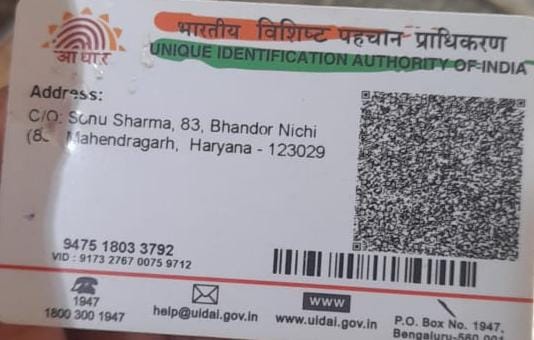 भारतीय विशिष्ट पहचान प्राधिकरण
UNIQUE IDENTIFICATION AUTHORITY OF INDIA
आधार
Address:
C/O: Sonu Sharma, 83, Bhandor Nichi
Mahendragarh, Haryana - 123029
9475 1803 3792
VID : 9173 2767 0075 9712
1947
1800 300 1947
help@uidai.gov.in
WWW
www.uidai.gov.in
P.O. Box No. 1947,
Bengaluru-560 001